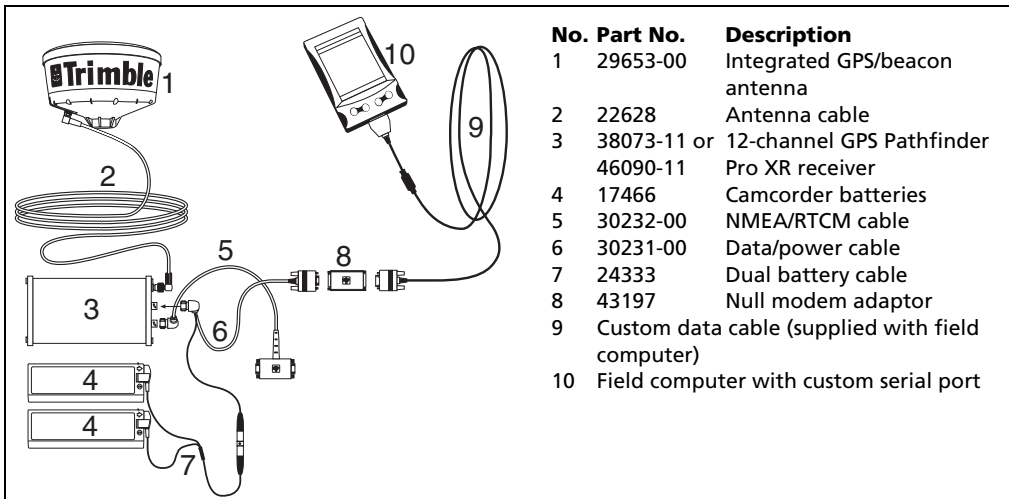 Trimble
1
2
3
4
4
5
6
7
8
9
10
No. Part No. Description
1 29653-00 Integrated GPS/beacon
antenna
2 22628 Antenna cable
3 38073-11 or 12-channel GPS Pathfinder
46090-11 Pro XR receiver
4 17466 Camcorder batteries
5 30232-00 NMEA/RTCM cable
6 30231-00 Data/power cable
7 24333 Dual battery cable
8 43197 Null modem adaptor
9 Custom data cable (supplied with field
computer)
10 Field computer with custom serial port